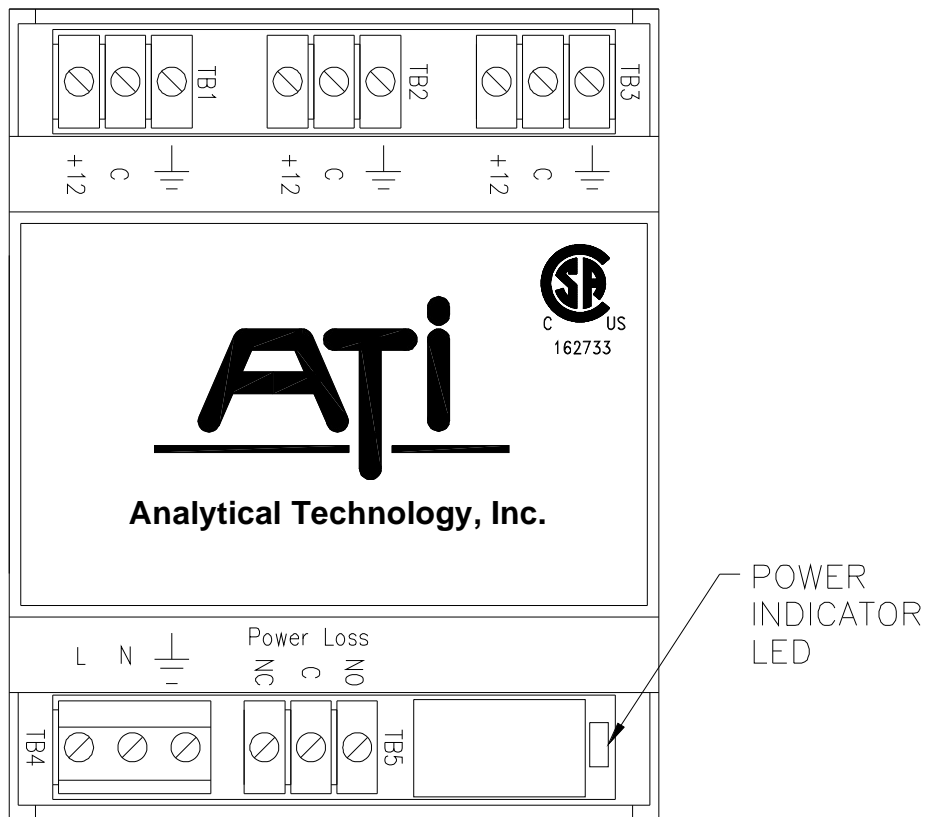 TB1
TB2
TB3
+12 C
+12 C
+12 C
CSA
C US
162733
ATi
Analytical Technology, Inc.
POWER
INDICATOR
LED
L N
Power Loss
NC C NO
TB4
TB5